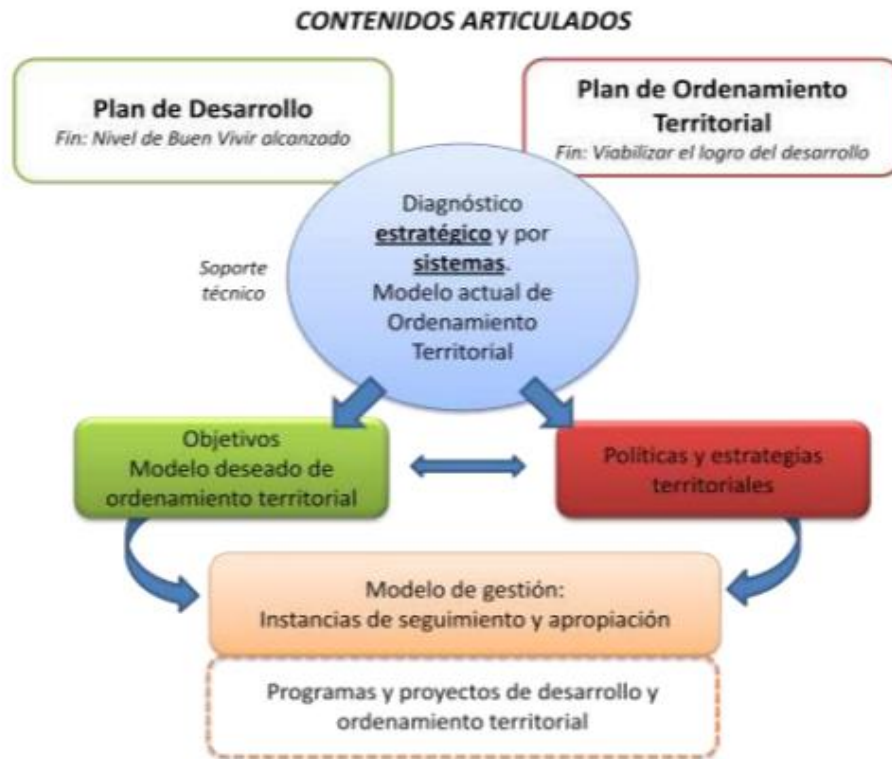 CONTENIDOS ARTICULADOS
Plan de Desarrollo
Fin: Nivel de Buen Vivir alcanzado
Plan de Ordenamiento
Territorial
Fin: Viabilizar el logro del desarrollo
Diagnóstico
estratégico y por
sistemas.
Modelo actual de
Ordenamiento
Territorial
Soporte
técnico
Objetivos
Modelo deseado de
ordenamiento territorial
Políticas y estrategias
territoriales
Modelo de gestión:
Instancias de seguimiento y apropiación
Programas y proyectos de desarrollo y
ordenamiento territorial